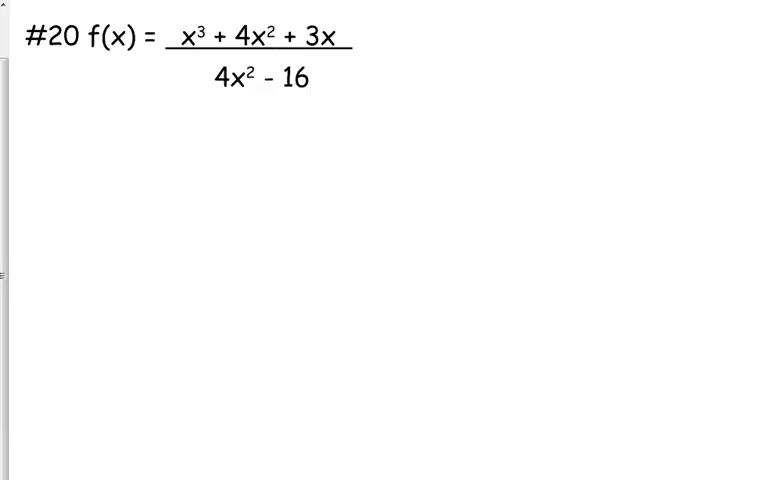 #20 f(x) = x³ + 4x² + 3x
4x² - 16